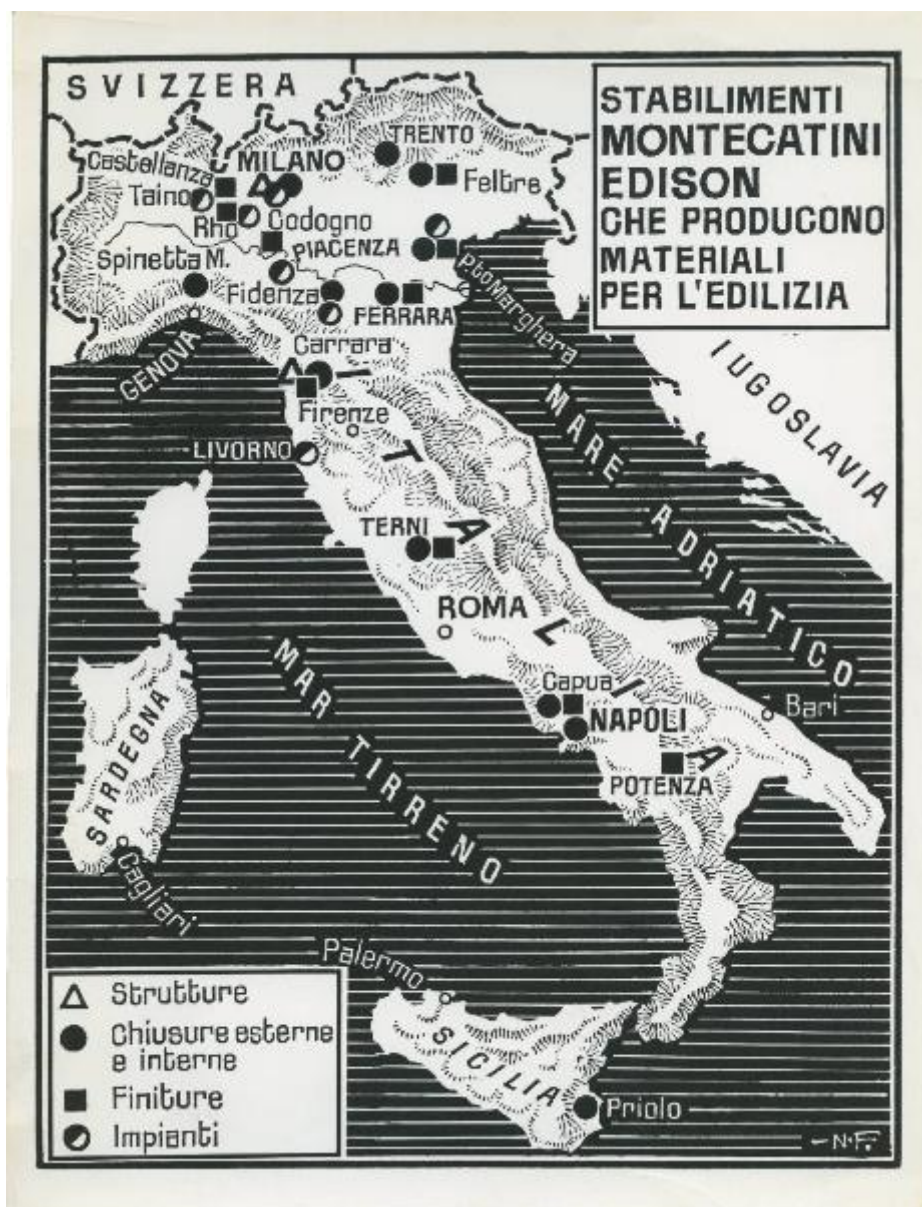 SVIZZERA
STABILIMENTI
MONTECATINI
EDISON
CHE PRODUCONO
MATERIALI
PER L'EDILIZIA
TRENTO
MILANO
Castellanza
Taino
Feltre
Rho
Codogno
PIACENZA
Spinetta M.
Fidenza
FERRARA
Pto Marghera
GENOVA
Carrara
Firenze
LIVORNO
IUGOSLAVIA
MARE ADRIATICO
ITALIA
TERNI
ROMA
MAR TIRRENO
Capua
NAPOLI
Bari
POTENZA
SARDEGNA
Cagliari
Palermo
SICILIA
Priolo
Strutture
Chiusure esterne
e interne
Finiture
Impianti